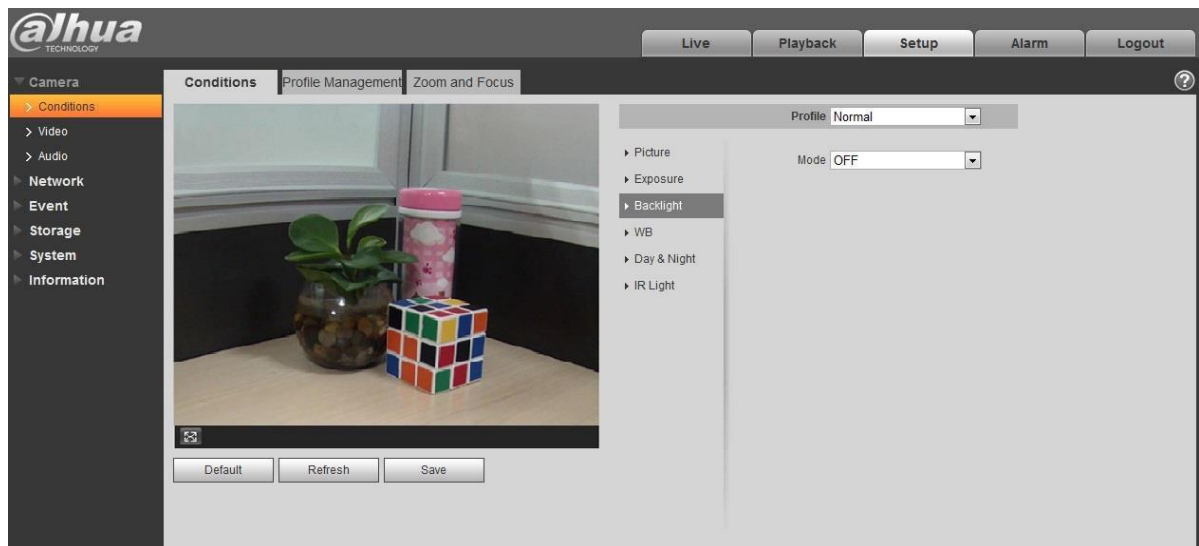 alhua
TECHNOLOGY
Live Playback Setup Alarm Logout
Camera
Conditions
Video
Audio
Network
Event
Storage
System
Information
Conditions Profile Management Zoom and Focus ?
Default Refresh Save
Profile Normal
Picture
Exposure
Backlight
WB
Day & Night
IR Light
Mode OFF